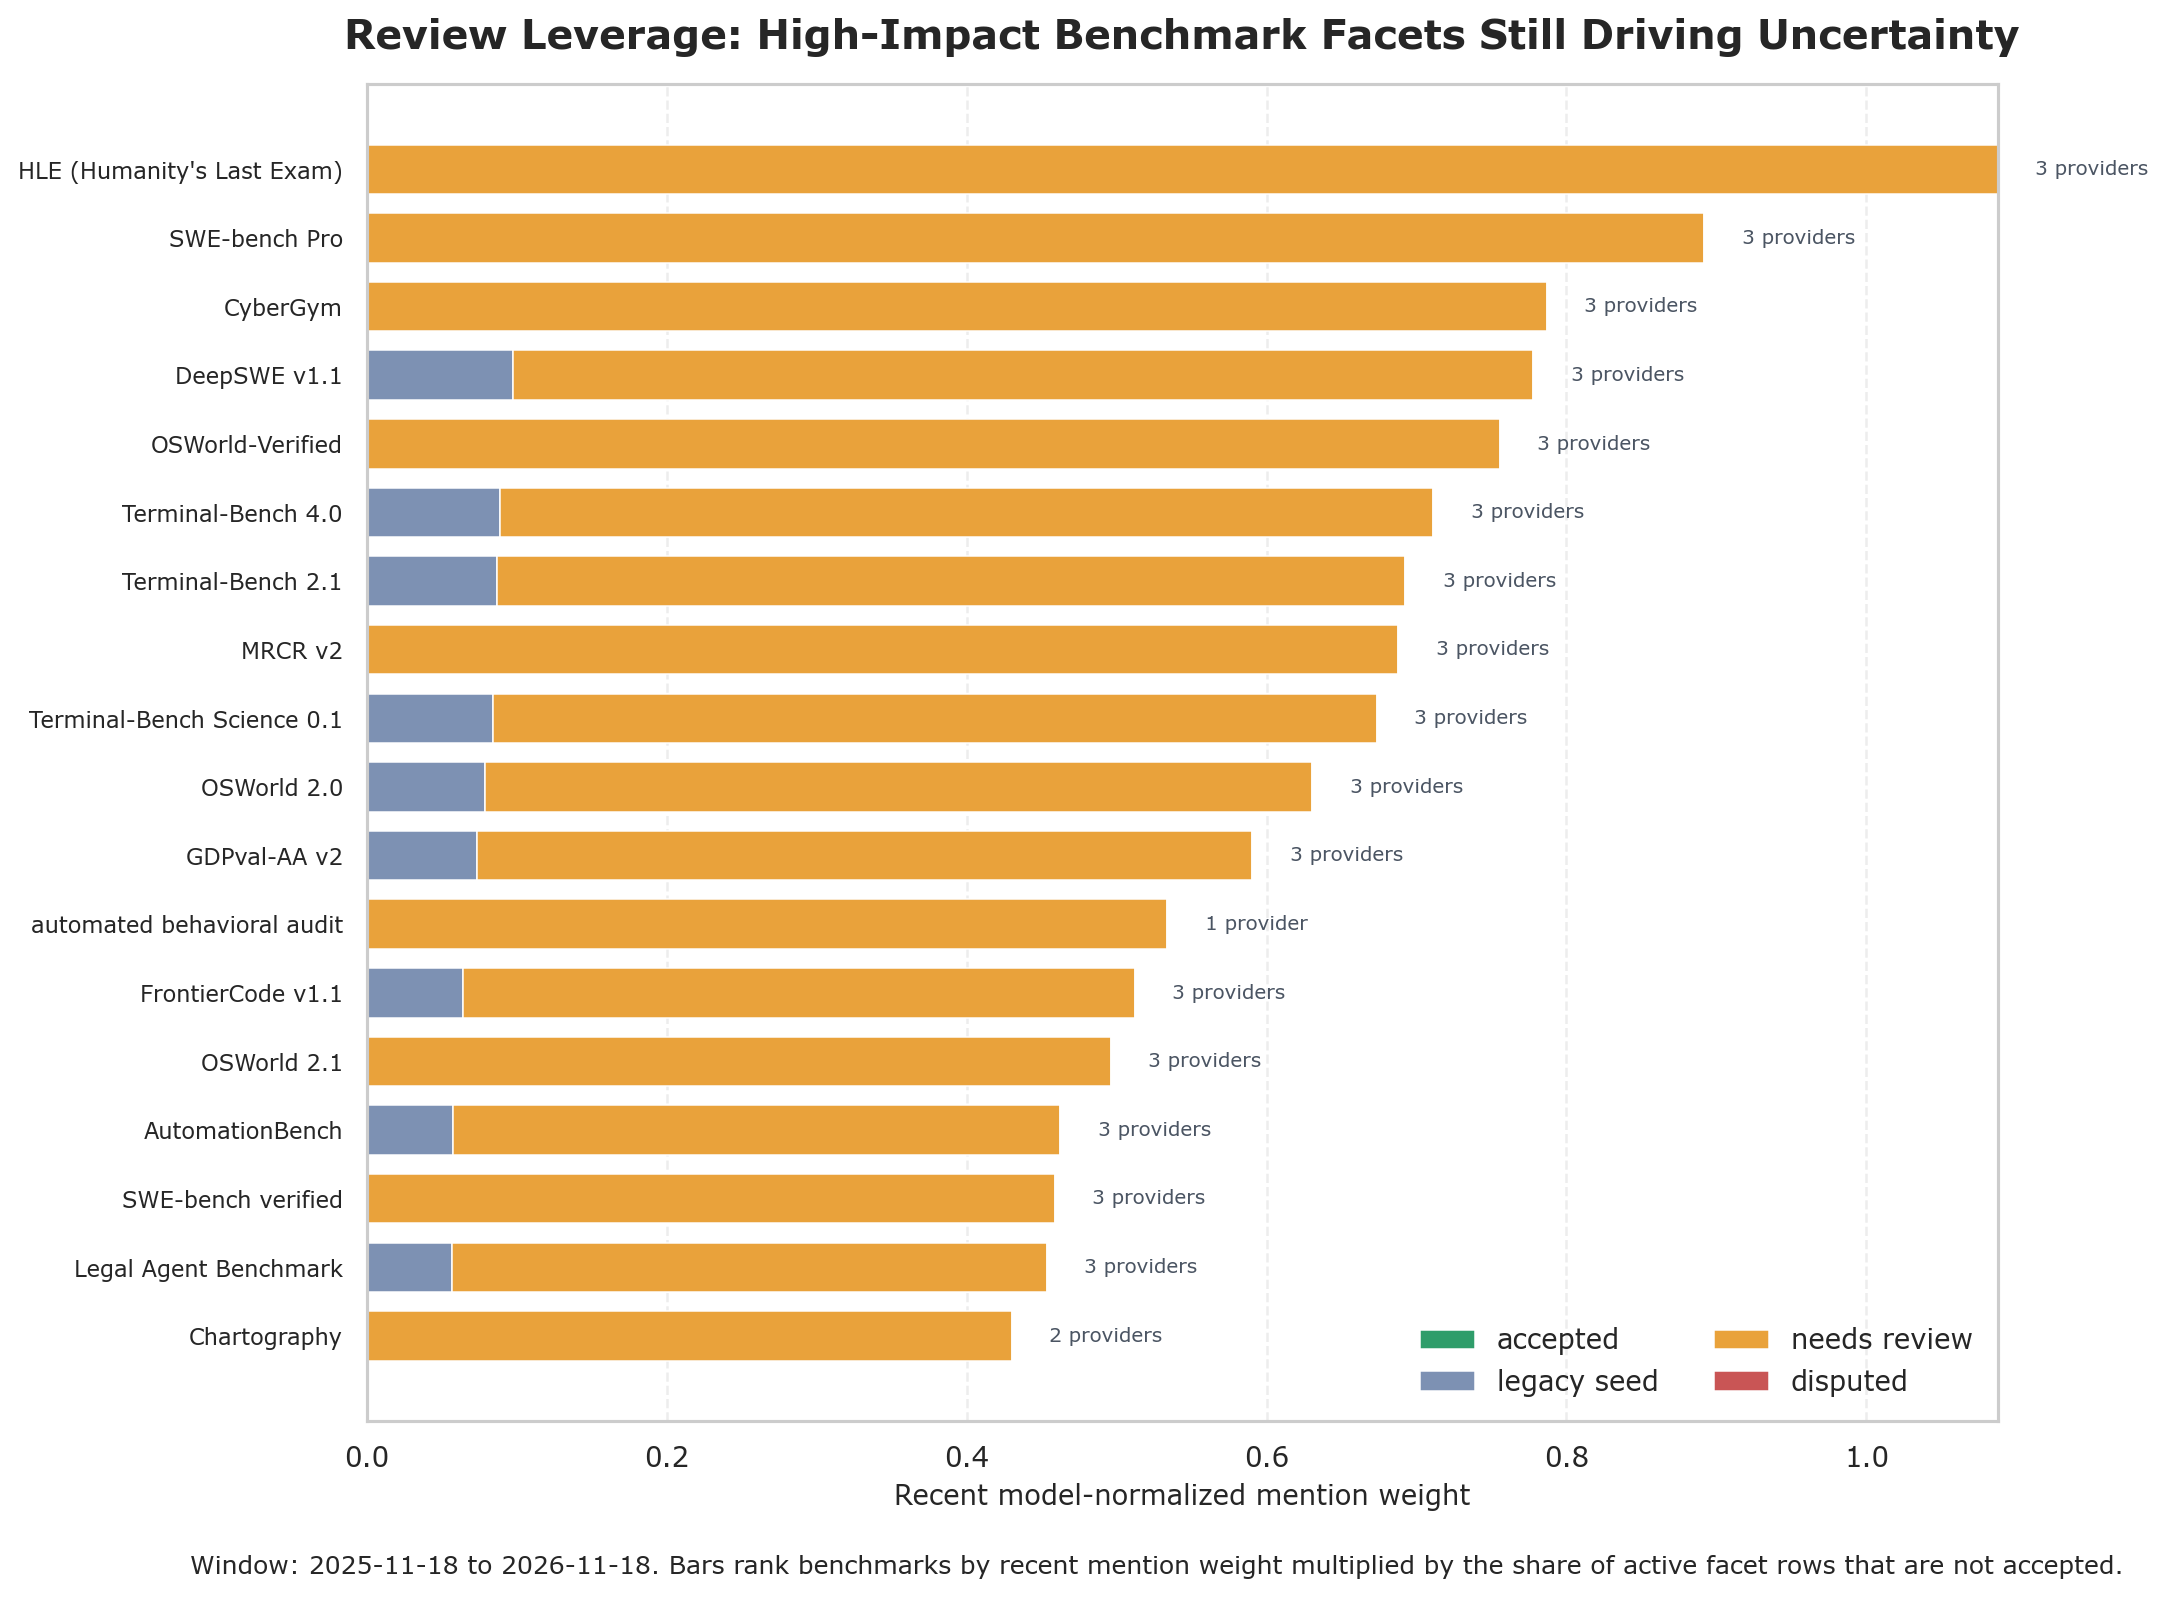 Review Leverage: High-Impact Benchmark Facets Still Driving Uncertainty
HLE (Humanity's Last Exam)
3 providers
SWE-bench Pro
3 providers
CyberGym
3 providers
DeepSWE v1.1
3 providers
OSWorld-Verified
3 providers
Terminal-Bench 4.0
3 providers
Terminal-Bench 2.1
3 providers
MRCR v2
3 providers
Terminal-Bench Science 0.1
3 providers
OSWorld 2.0
3 providers
GDPval-AA v2
3 providers
automated behavioral audit
1 provider
FrontierCode v1.1
3 providers
OSWorld 2.1
3 providers
AutomationBench
3 providers
SWE-bench verified
3 providers
Legal Agent Benchmark
3 providers
Chartography
2 providers
accepted
needs review
legacy seed
disputed
0.0 0.2 0.4 0.6 0.8 1.0
Recent model-normalized mention weight
Window: 2025-11-18 to 2026-11-18. Bars rank benchmarks by recent mention weight multiplied by the share of active facet rows that are not accepted.